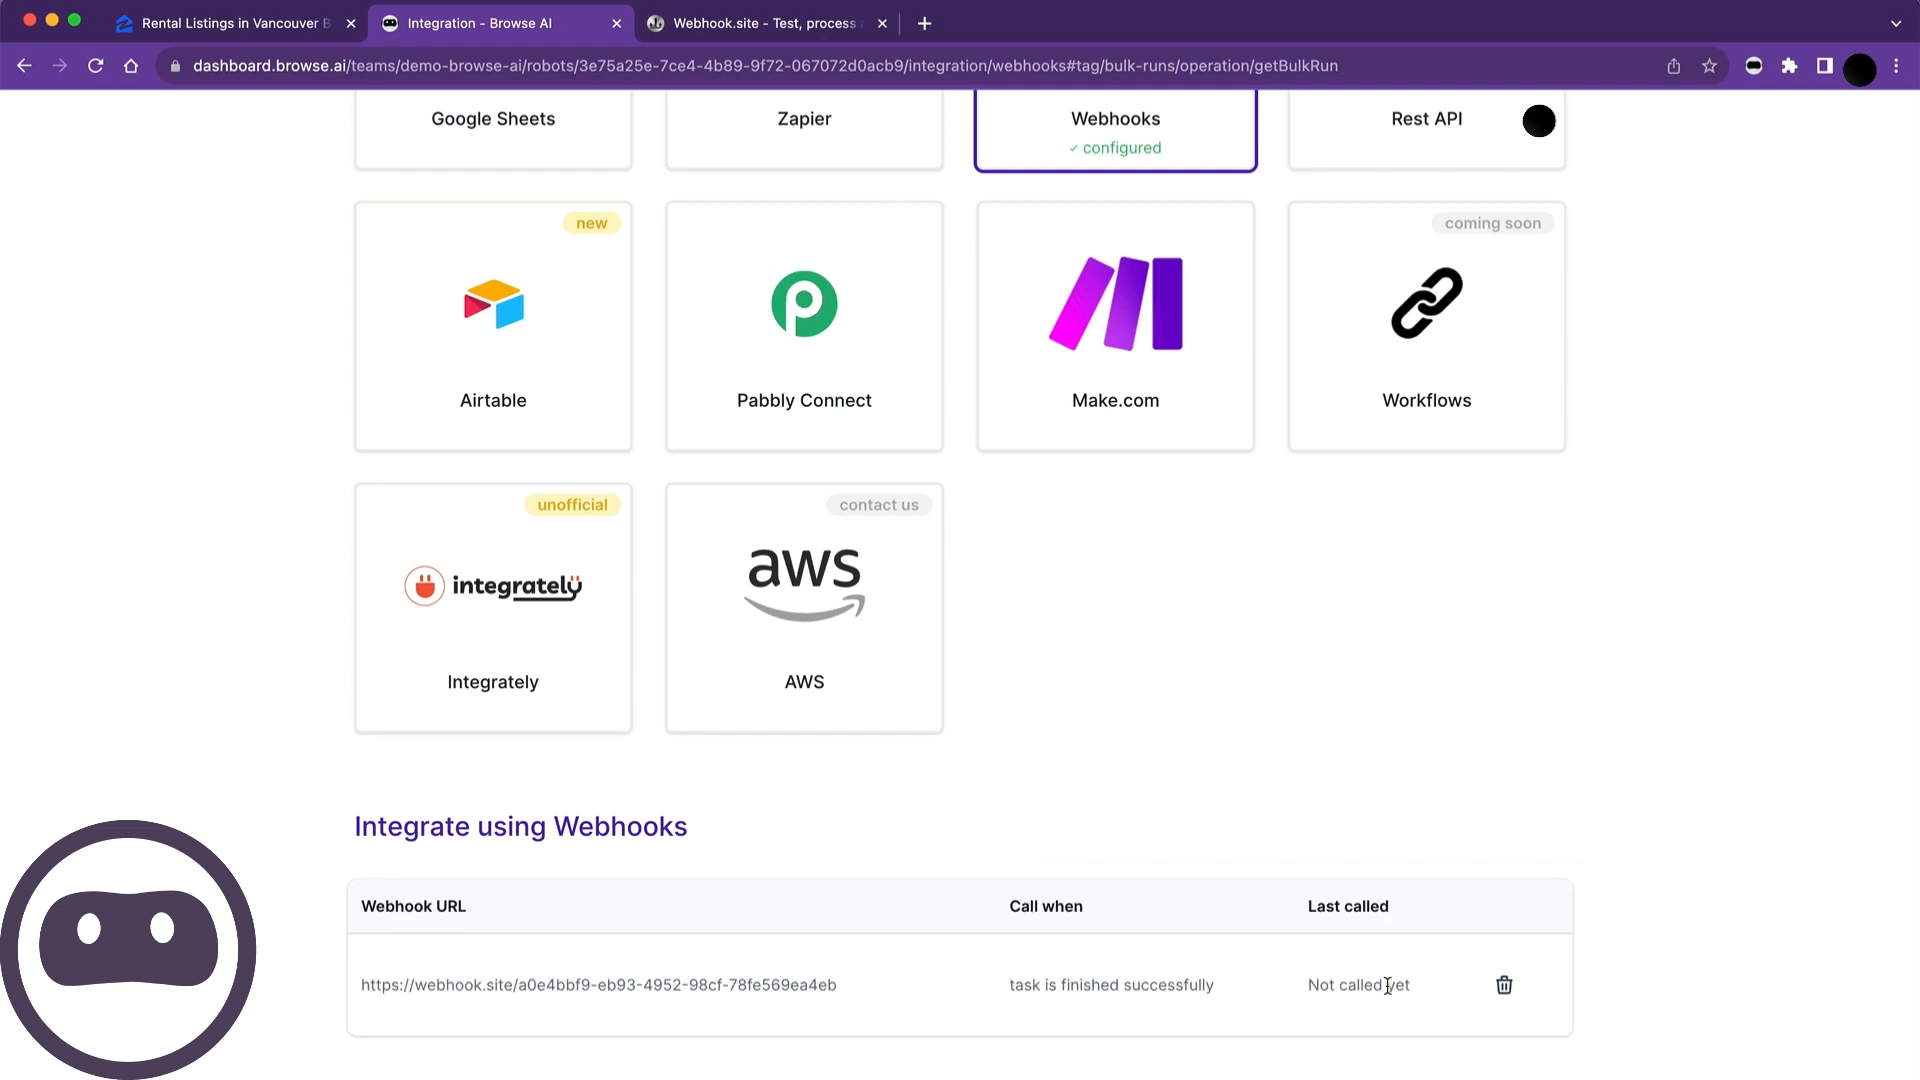 Rental Listings in Vancouver B
Integration - Browse AI
Webhook.site - Test, process
dashboard.browse.ai/teams/demo-browse-ai/robots/3e75a25e-7ce4-4b89-9f72-067072d0acb9/integration/webhooks#tag/bulk-runs/operation/getBulkRun
Google Sheets
Zapier
Webhooks
✓ configured
Rest API
new
Airtable
Pabbly Connect
Make.com
coming soon
Workflows
unofficial
integrately
Integrately
contact us
aws
AWS
Integrate using Webhooks
Webhook URL
Call when
Last called
https://webhook.site/a0e4bbf9-eb93-4952-98cf-78fe569ea4eb
task is finished successfully
Not called yet